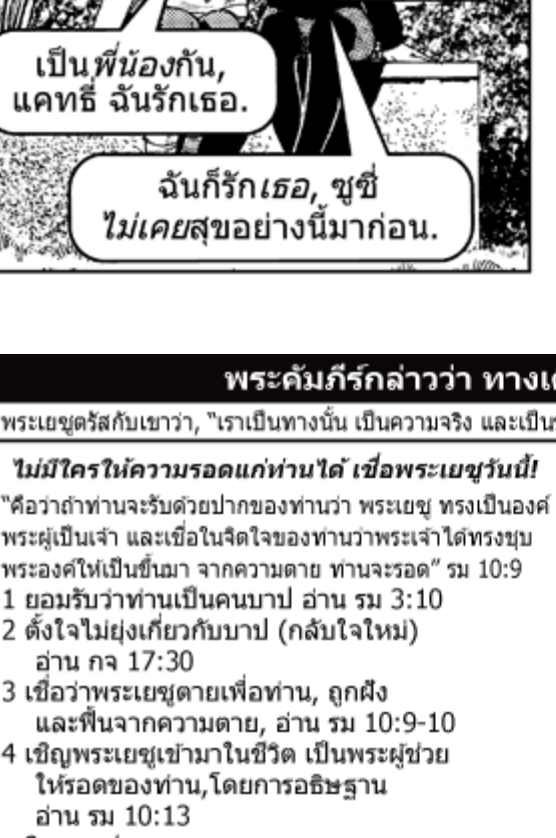 เป็นพี่น้องกัน,
แคทธี่ ฉันรักเธอ.
ฉันก็รักเธอ, ซูซี่
ไม่เคยสุขอย่างนี้มาก่อน.
พระคัมภีร์กล่าวว่า
พระเยซูตรัสกับเขาว่า, “เราเป็นทางนั้น เป็นความจริง
ไม่มีใครให้ความรอดแก่ท่านได้ เชื่อพระเยซูวันนี้!
“คือว่าถ้าท่านจะรับด้วยปากของท่านว่า พระเยซู ทรงเป็นองค์
พระผู้เป็นเจ้า และเชื่อในจิตใจของท่านว่าพระเจ้าได้ทรงชุบ
พระองค์ให้เป็นขึ้นมา จากความตาย ท่านจะรอด” รม 10:9
1 ยอมรับว่าท่านเป็นคนบาป อ่าน รม 3:10
2 ตั้งใจไม่ยุ่งเกี่ยวกับบาป (กลับใจใหม่)
อ่าน กจ 17:30
3 เชื่อว่าพระเยซูตายเพื่อท่าน, ถูกฝัง
และฟื้นจากความตาย, อ่าน รม 10:9-10
4 เชิญพระเยซูเข้ามาในชีวิต เป็นพระผู้ช่วย
ให้รอดของท่าน,โดยการอธิษฐาน
อ่าน รม 10:13